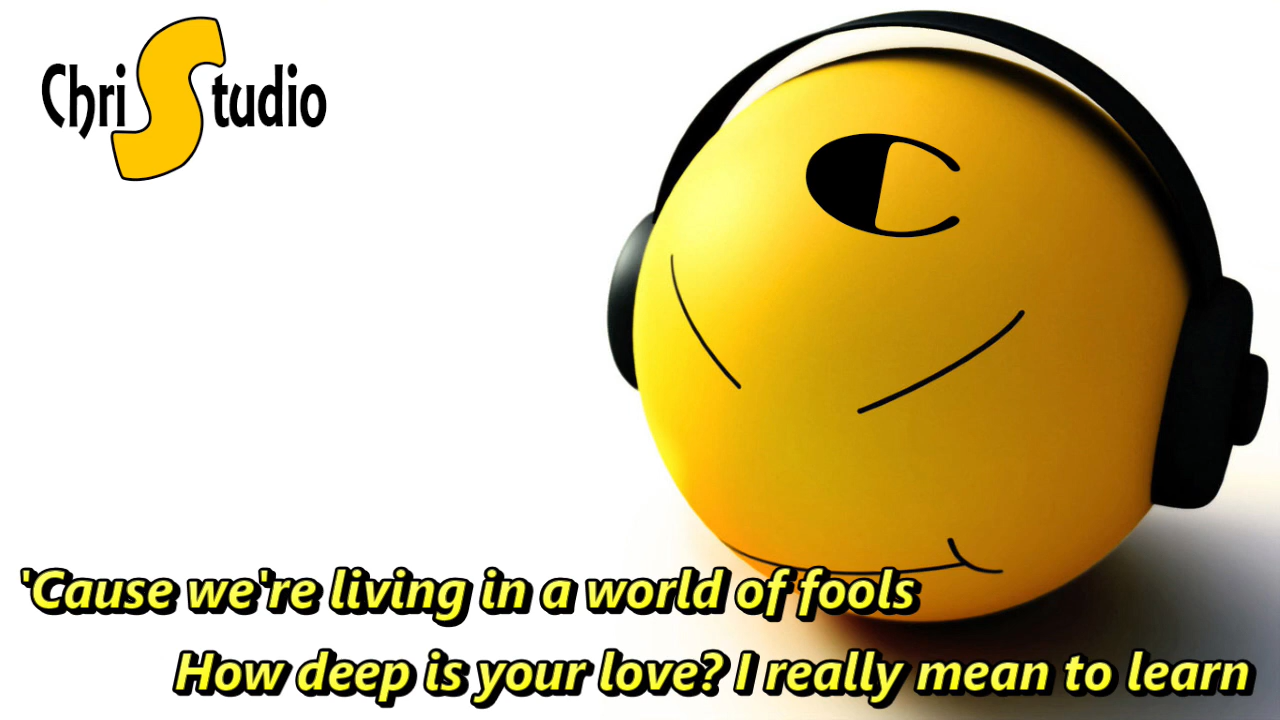 ChriStudio
'Cause we're living in a world of fools
How deep is your love? I really mean to learn